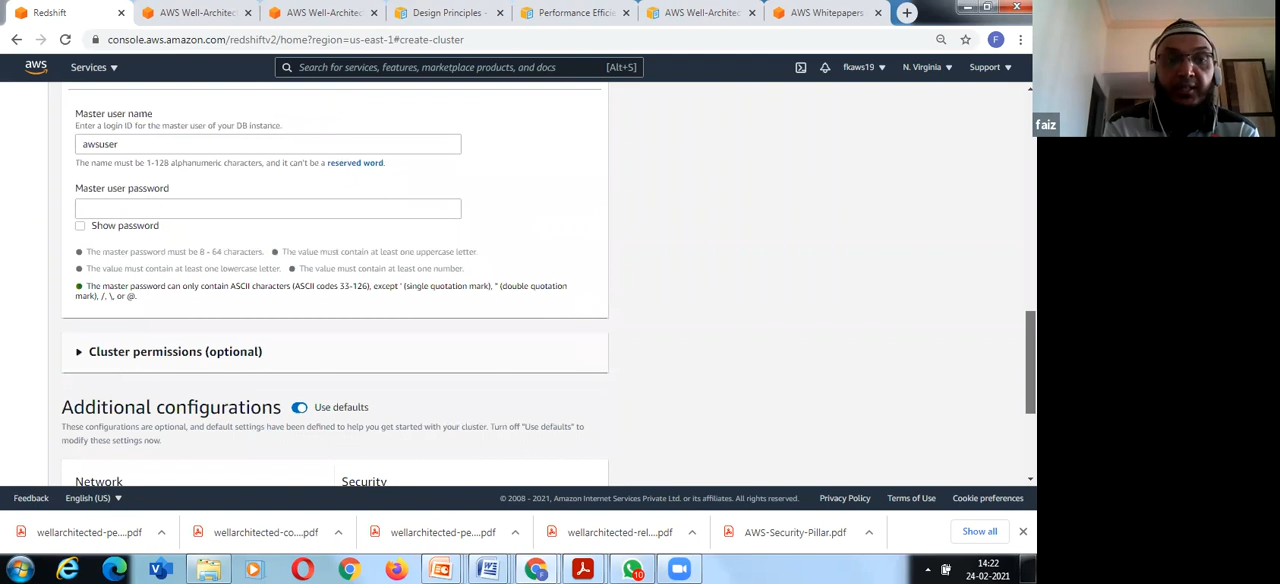 Redshift
AWS Well-Architec
AWS Well-Architec
Design Principles -
Performance Efficie
AWS Well-Architec
AWS Whitepapers
console.aws.amazon.com/redshiftv2/home?region=us-east-1#create-cluster
F
aws
Services
Search for services, features, marketplace products, and docs
[Alt+S]
fkaws19
N. Virginia
Support
faiz
Master user name
Enter a login ID for the master user of your DB instance.
awsuser
The name must be 1-128 alphanumeric characters, and it can't be a reserved word.
Master user password
Show password
The master password must be 8 - 64 characters.
The value must contain at least one uppercase letter.
The value must contain at least one lowercase letter.
The value must contain at least one number.
The master password can only contain ASCII characters (ASCII codes 33-126), except ' (single quotation mark), " (double quotation
mark), /, \, or @.
Cluster permissions (optional)
Additional configurations
Use defaults
These configurations are optional, and default settings have been defined to help you get started with your cluster. Turn off "Use defaults" to
modify these settings now.
Network
Security
Feedback
English (US)
© 2008 - 2021, Amazon Internet Services Private Ltd. or its affiliates. All rights reserved.
Privacy Policy
Terms of Use
Cookie preferences
wellarchitected-pe....pdf
wellarchitected-co....pdf
wellarchitected-pe....pdf
wellarchitected-rel....pdf
AWS-Security-Pillar.pdf
Show all
10
14:22
24-02-2021